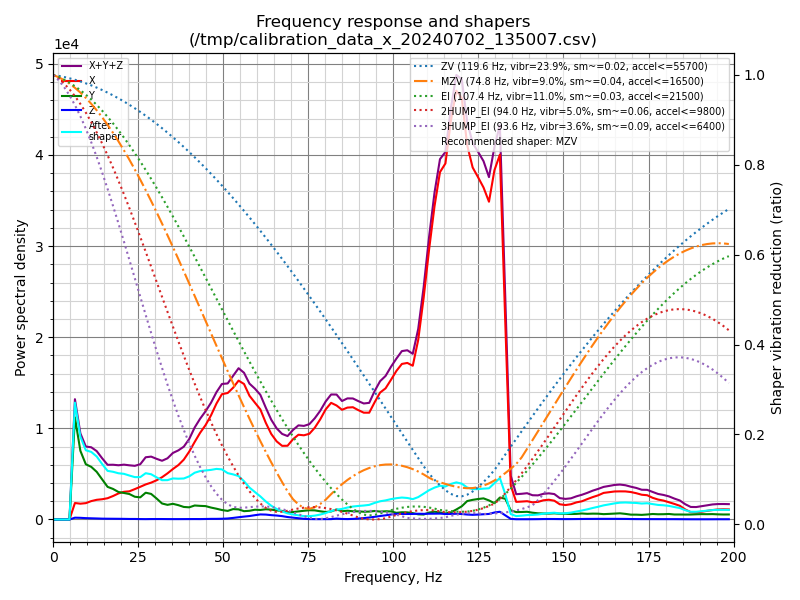 Frequency response and shapers
(/tmp/calibration_data_x_20240702_135007.csv)
1e4
X+Y+Z
X
Y
Z
After
shaper
ZV (119.6 Hz, vibr=23.9%, sm~=0.02, accel<=55700)
MZV (74.8 Hz, vibr=9.0%, sm~=0.04, accel<=16500)
EI (107.4 Hz, vibr=11.0%, sm~=0.03, accel<=21500)
2HUMP_EI (94.0 Hz, vibr=5.0%, sm~=0.06, accel<=9800)
3HUMP_EI (93.6 Hz, vibr=3.6%, sm~=0.09, accel<=6400)
Recommended shaper: MZV
Power spectral density
5
4
3
2
1
0
1.0
0.8
0.6
0.4
0.2
0.0
Shaper vibration reduction (ratio)
0 25 50 75 100 125 150 175 200
Frequency, Hz